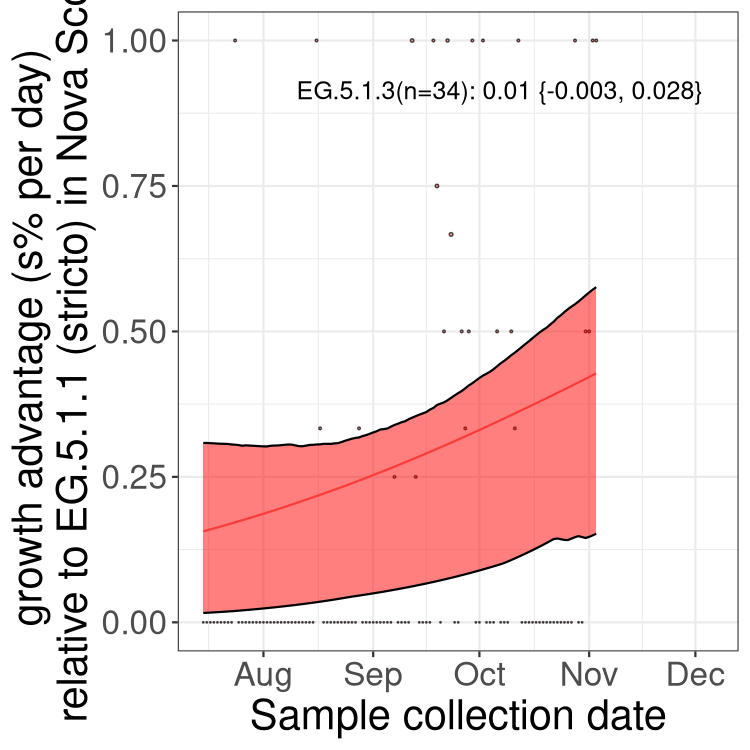 growth advantage (s% per day)
relative to EG.5.1.1 (stricto) in Nova
1.00
0.75
0.50
0.25
0.00
EG.5.1.3(n=34): 0.01 {-0.003, 0.028}
Aug Sep Oct Nov Dec
Sample collection date